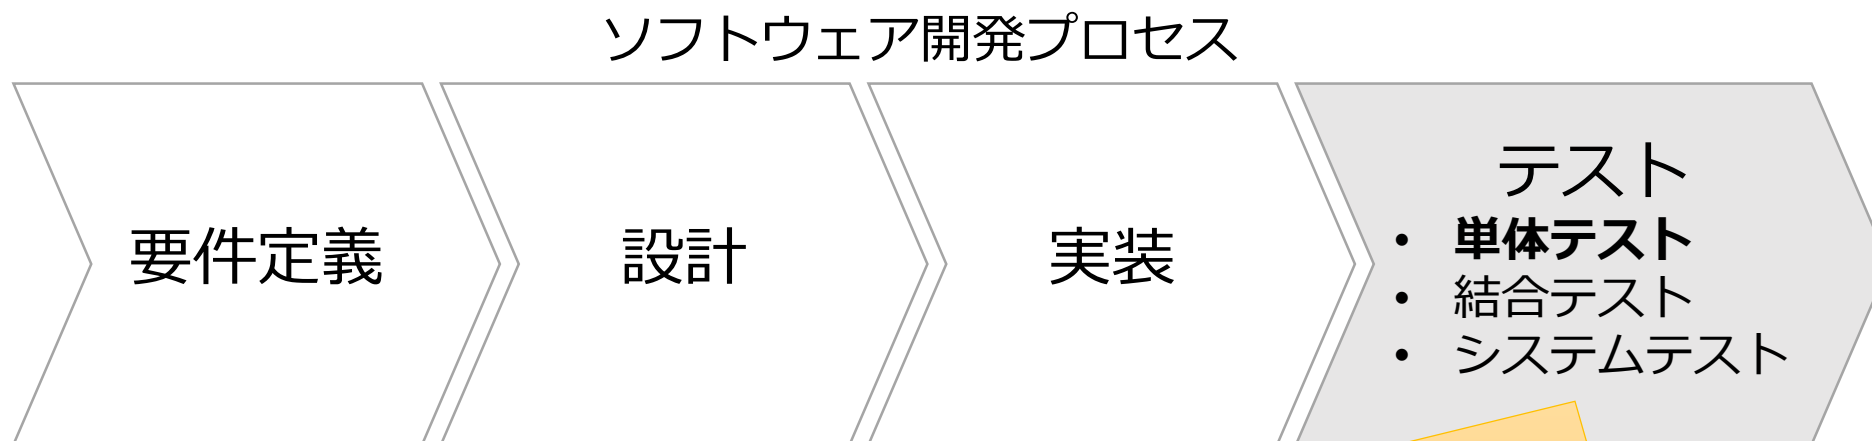 ソフトウェア開発プロセス
要件定義
設計
実装
テスト
• 単体テスト
• 結合テスト
• システムテスト